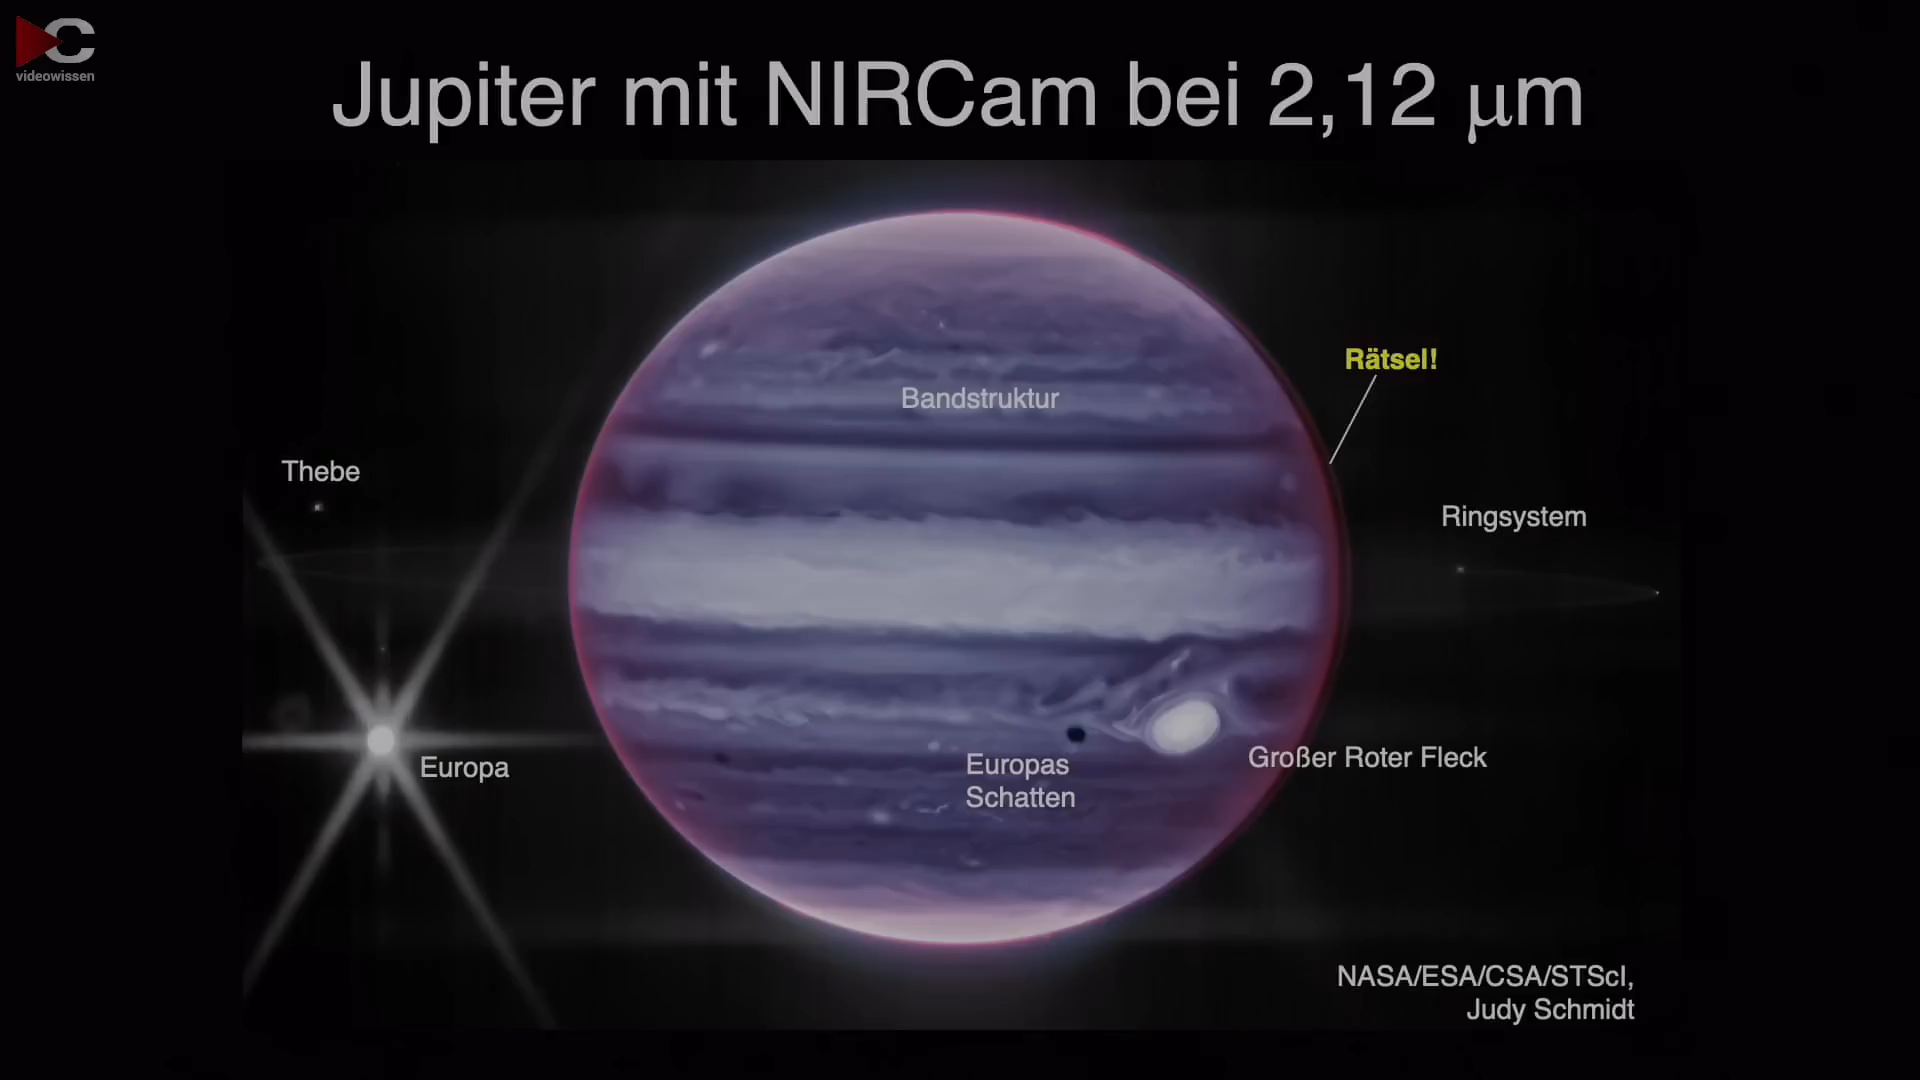 C
videowissen
Jupiter mit NIRCam bei 2,12 µm
Rätsel!
Bandstruktur
Thebe
Ringsystem
Europa
Europas
Schatten
Großer Roter Fleck
NASA/ESA/CSA/STScI,
Judy Schmidt